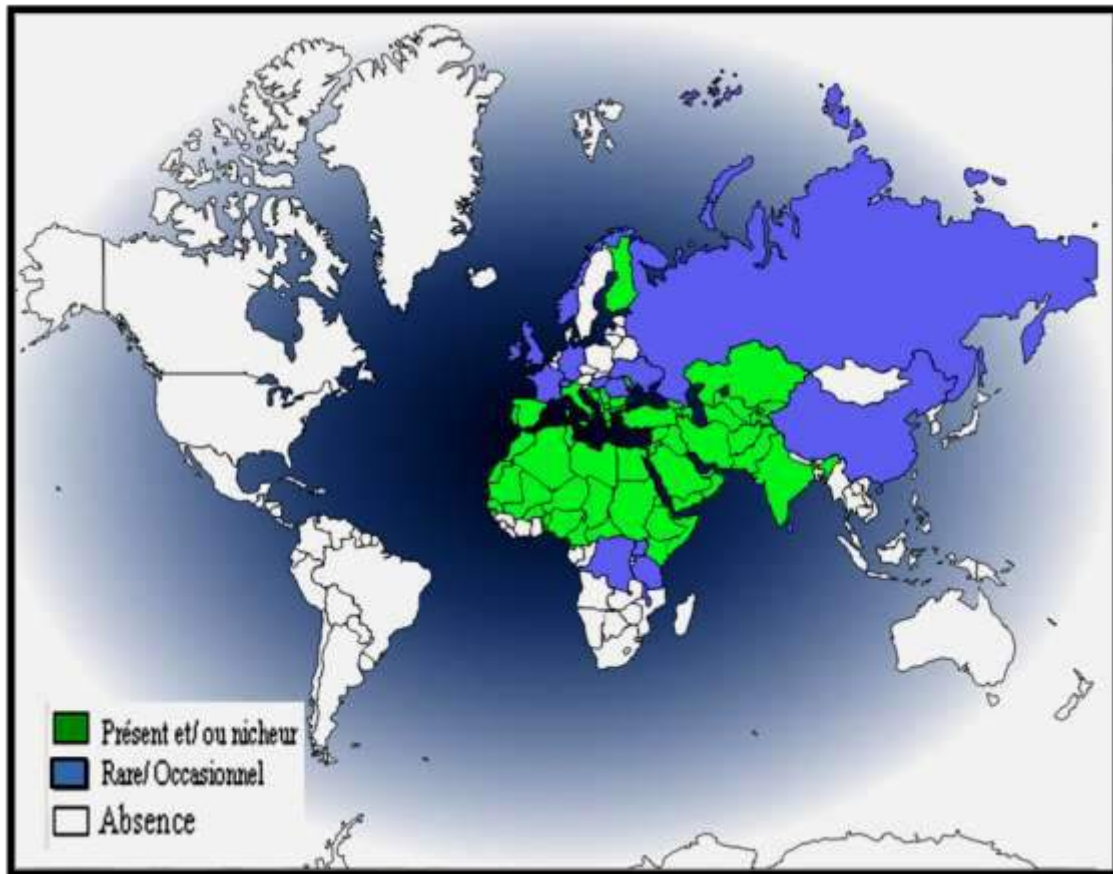 Présent et/ ou nicheur
Rare/ Occasionnel
Absence